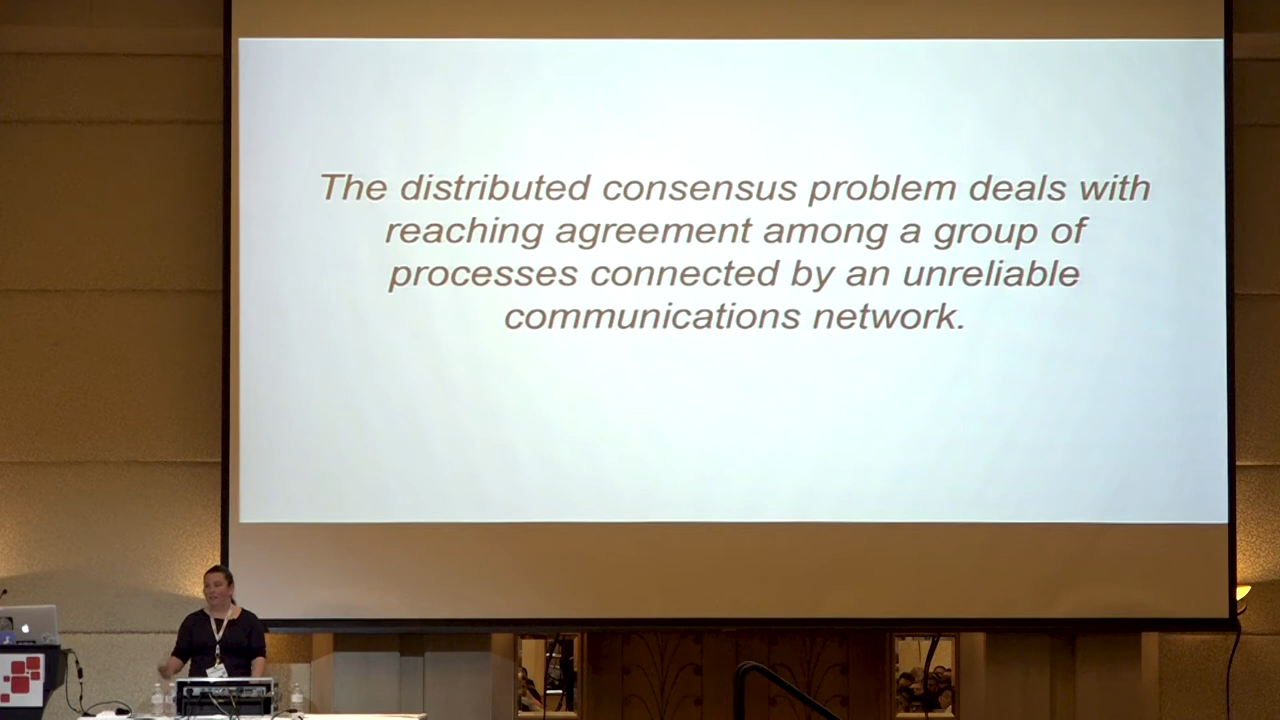 The distributed consensus problem deals with
reaching agreement among a group of
processes connected by an unreliable
communications network.